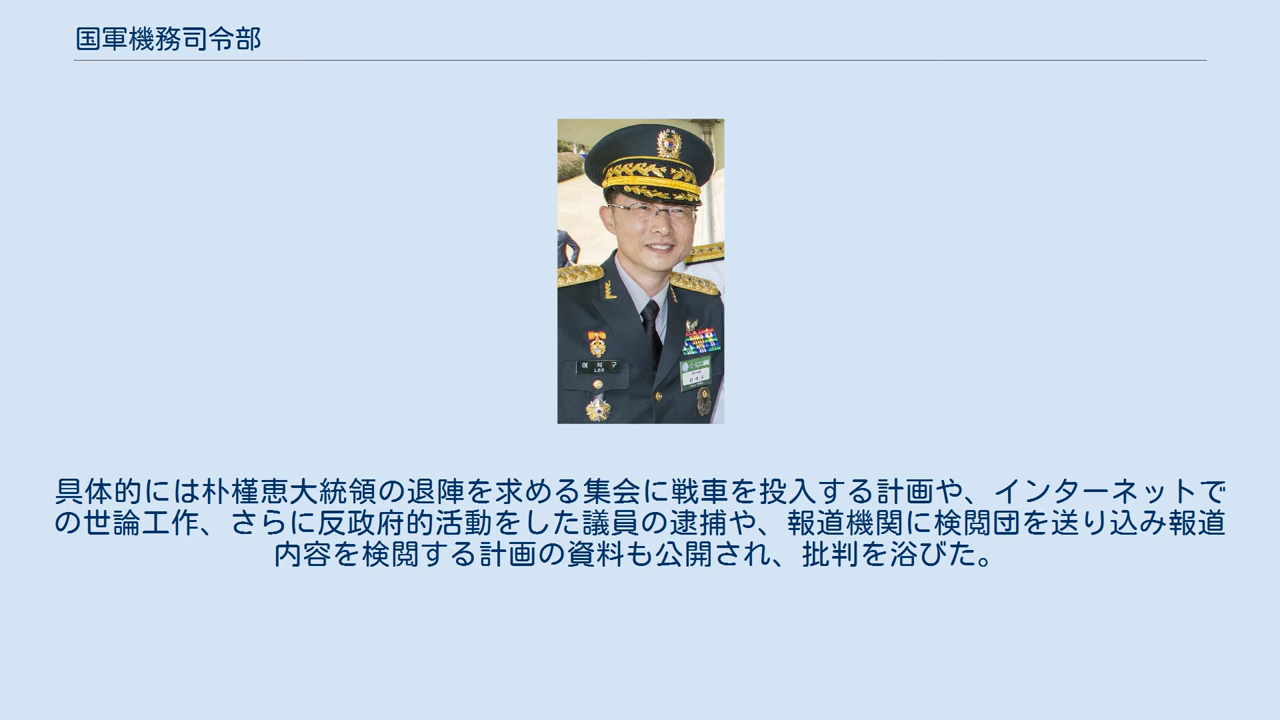 国軍機務司令部
이 석 구
LEE
具体的には朴槿恵大統領の退陣を求める集会に戦車を投入する計画や、インターネットで
の世論工作、さらに反政府的活動をした議員の逮捕や、報道機関に検閲団を送り込み報道
内容を検閲する計画の資料も公開され、批判を浴びた。